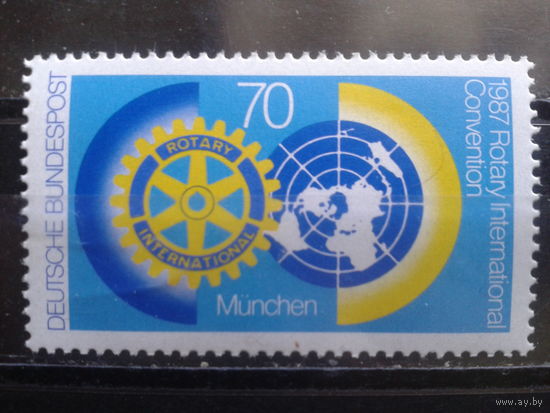 DEUTSCHE BUNDESPOST
70
ROTARY
INTERNATIONAL
München
1987 Rotary International
Convention
www.ay.by